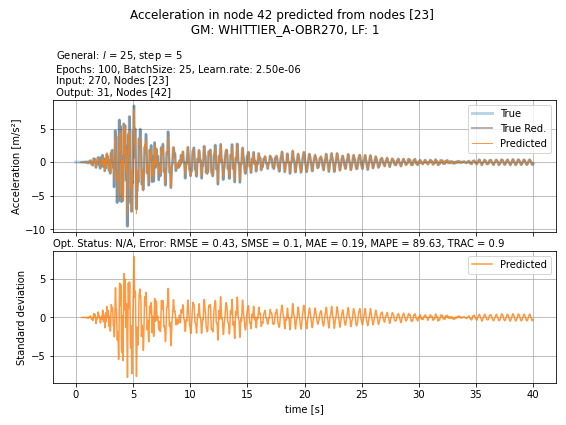 Acceleration in node 42 predicted from nodes [23]
GM: WHITTIER_A-OBR270, LF: 1
General: l = 25, step = 5
Epochs: 100, BatchSize: 25, Learn.rate: 2.50e-06
Input: 270, Nodes [23]
Output: 31, Nodes [42]
Acceleration [m/s²]
5
0
−5
−10
True
True Red.
Predicted
Opt. Status: N/A, Error: RMSE = 0.43, SMSE = 0.1, MAE = 0.19, MAPE = 89.63, TRAC = 0.9
Standard deviation
5
0
−5
Predicted
0 5 10 15 20 25 30 35 40
time [s]